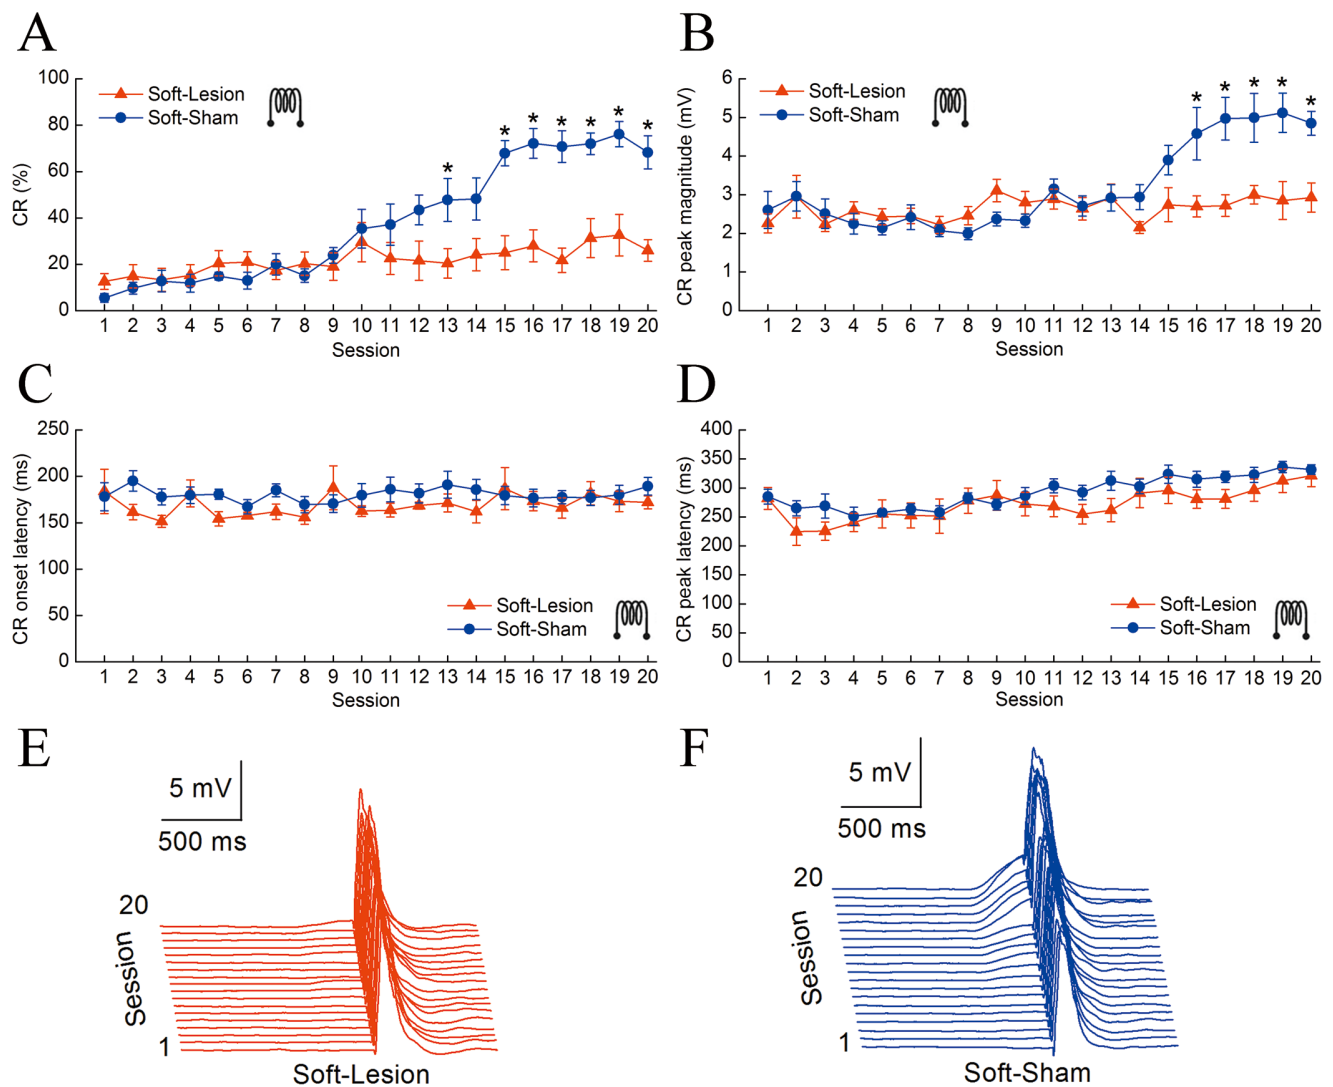 A
CR (%)
100
80
60
40
20
0
Soft-Lesion
Soft-Sham
* * * * * * *
1 2 3 4 5 6 7 8 9 10 11 12 13 14 15 16 17 18 19 20
Session
B
CR peak magnitude (mV)
6
5
4
3
2
1
0
Soft-Lesion
Soft-Sham
* * * * *
1 2 3 4 5 6 7 8 9 10 11 12 13 14 15 16 17 18 19 20
Session
C
CR onset latency (ms)
250
200
150
100
50
0
Soft-Lesion
Soft-Sham
1 2 3 4 5 6 7 8 9 10 11 12 13 14 15 16 17 18 19 20
Session
D
CR peak latency (ms)
400
350
300
250
200
150
100
50
0
Soft-Lesion
Soft-Sham
1 2 3 4 5 6 7 8 9 10 11 12 13 14 15 16 17 18 19 20
Session
E
5 mV
500 ms
20
Session
1
Soft-Lesion
F
5 mV
500 ms
20
Session
1
Soft-Sham